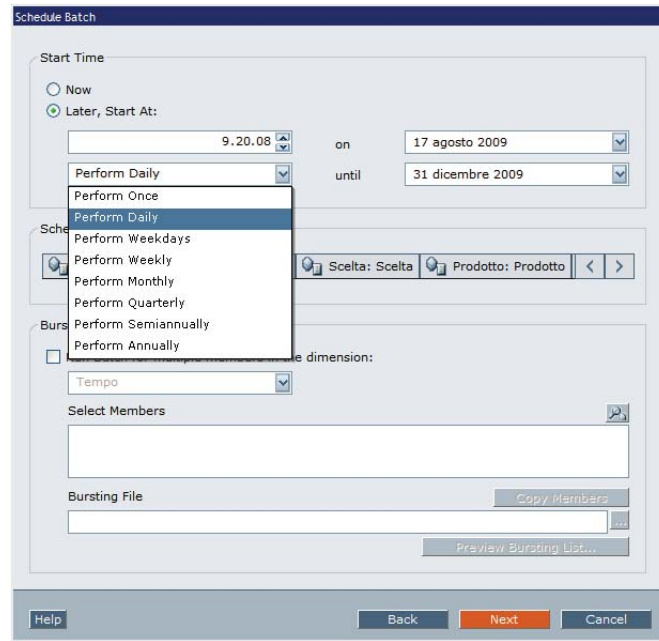 Schedule Batch
Start Time
Now
Later, Start At:
9.20.08 on 17 agosto 2009
Perform Daily until 31 dicembre 2009
Perform Once
Perform Daily
Perform Weekdays
Perform Weekly
Perform Monthly
Perform Quarterly
Perform Semiannually
Perform Annually
Scelta: Scelta Prodotto: Prodotto < >
the dimension:
Tempo
Select Members
Bursting File Copy Members
...
Preview Bursting List...
Help Back Next Cancel